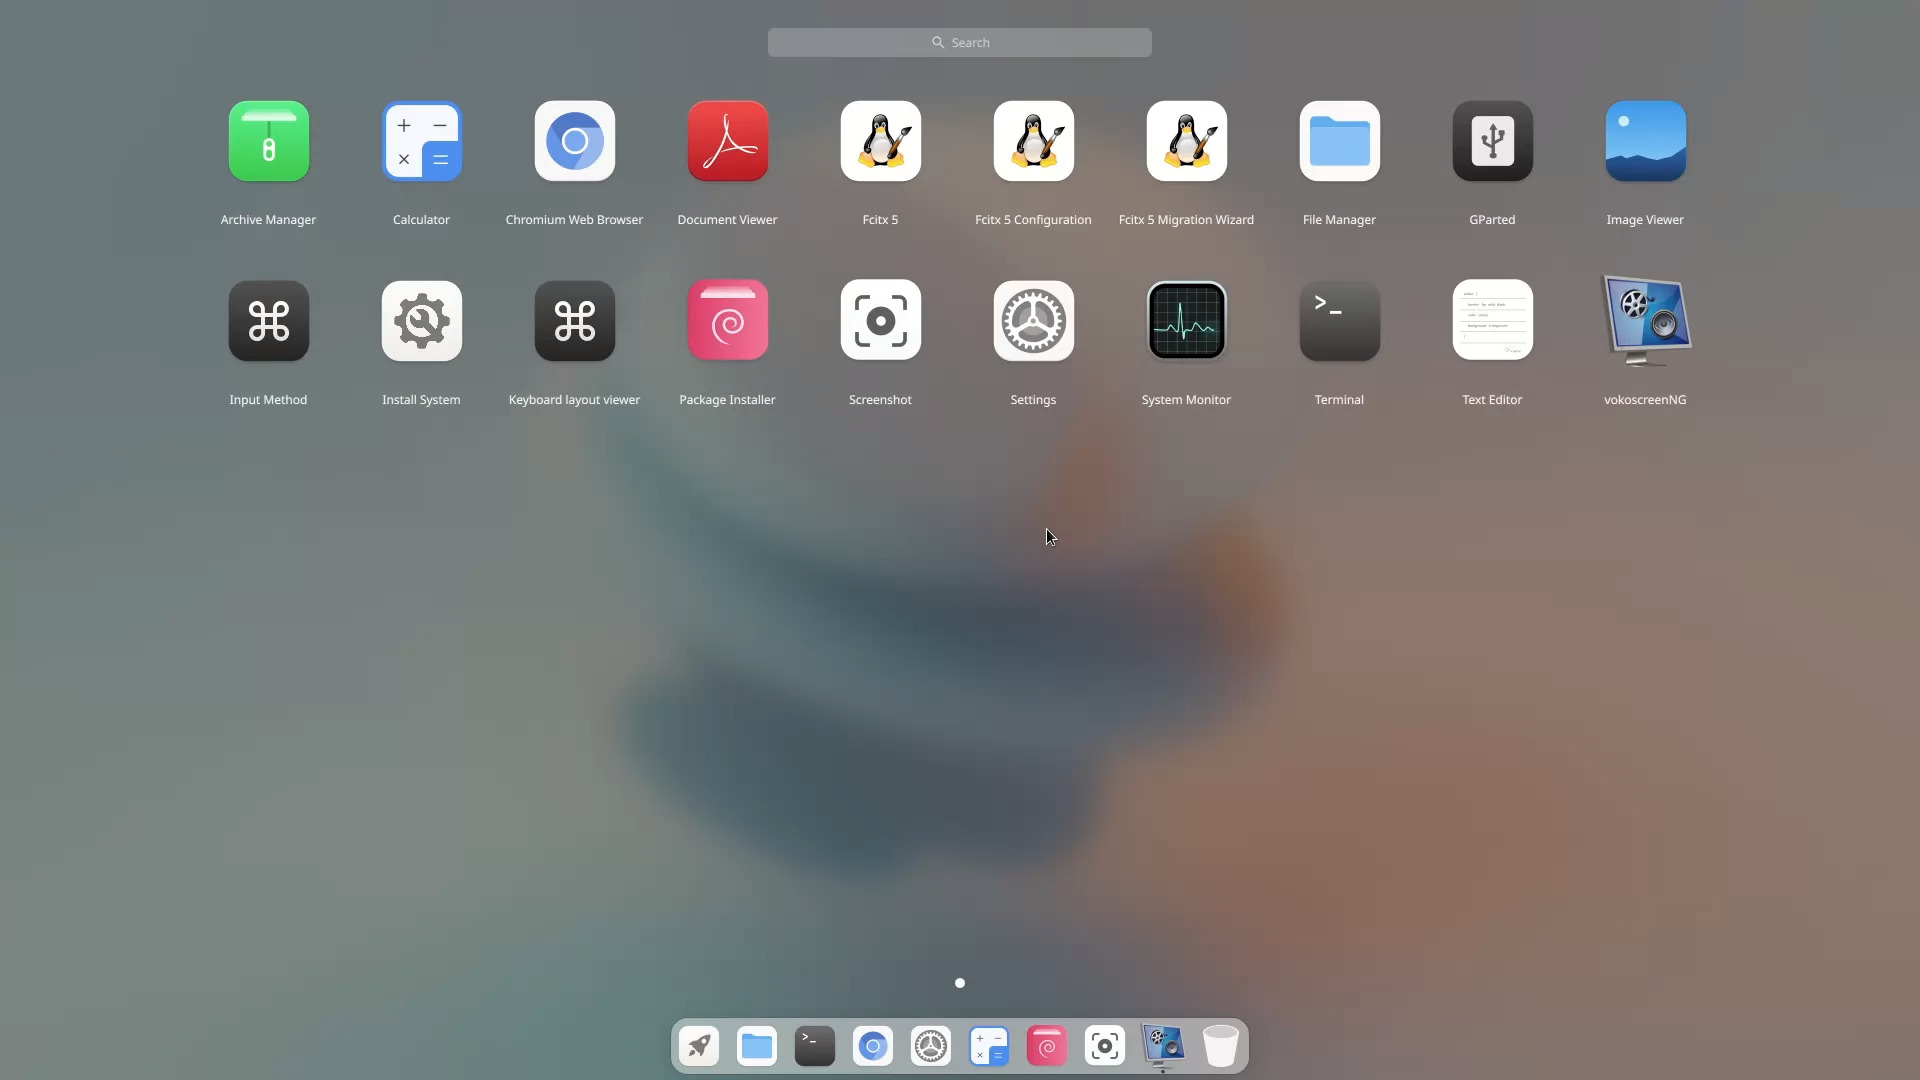 Search
Archive Manager
Calculator
Chromium Web Browser
Document Viewer
Fcitx 5
Fcitx 5 Configuration
Fcitx 5 Migration Wizard
File Manager
GParted
Image Viewer
Input Method
Install System
Keyboard layout viewer
Package Installer
Screenshot
Settings
System Monitor
Terminal
Text Editor
vokoscreenNG